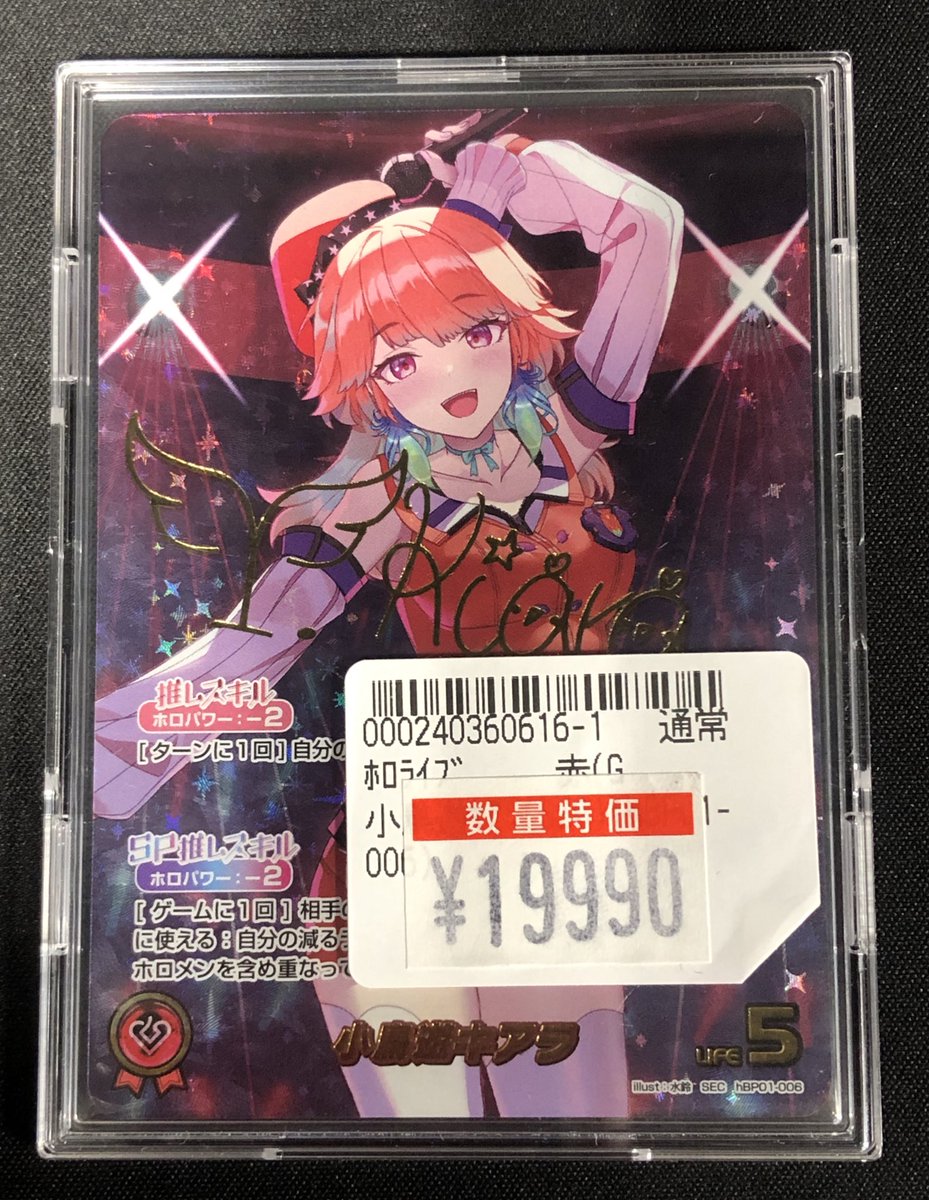 T. Kiara
推しスキル
ホロパワー：-2
[ターンに1回] 自分の
SP推しスキル
ホロパワー：-2
[ゲームに1回] 相手の
に使える：自分の減る
ホロメンを含め重なって
000240360616-1 通常
ﾎﾛﾗｲﾌﾞ 赤(G
小
1-
006
数量特価
¥19990
小鳥遊キアラ
LIFE 5
illust：水鈴 SEC hBP01-006